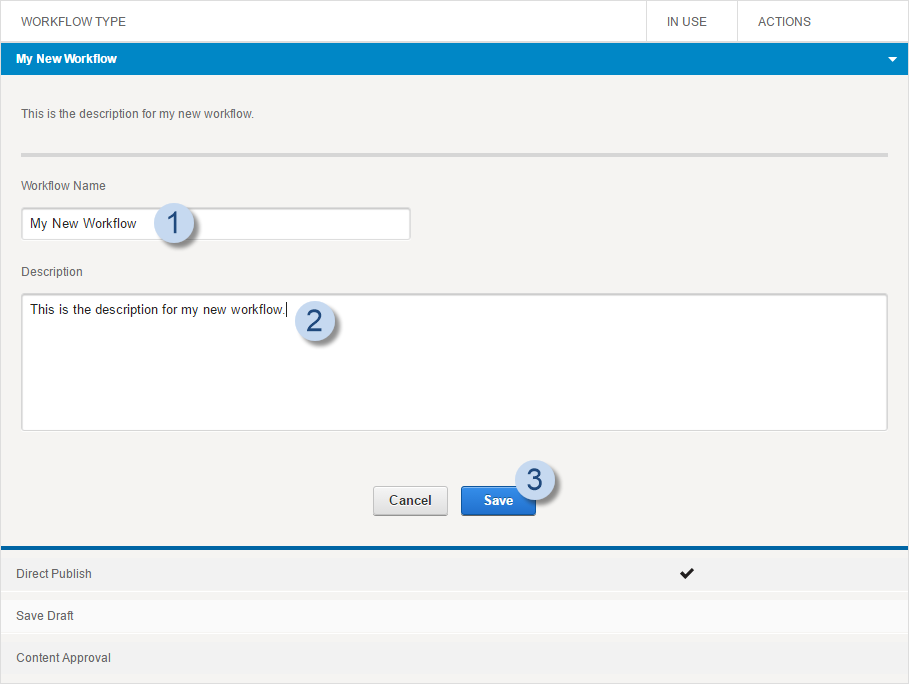 WORKFLOW TYPE IN USE ACTIONS
My New Workflow
This is the description for my new workflow.
Workflow Name
My New Workflow 1
Description
This is the description for my new workflow. 2
3
Cancel Save
Direct Publish
Save Draft
Content Approval